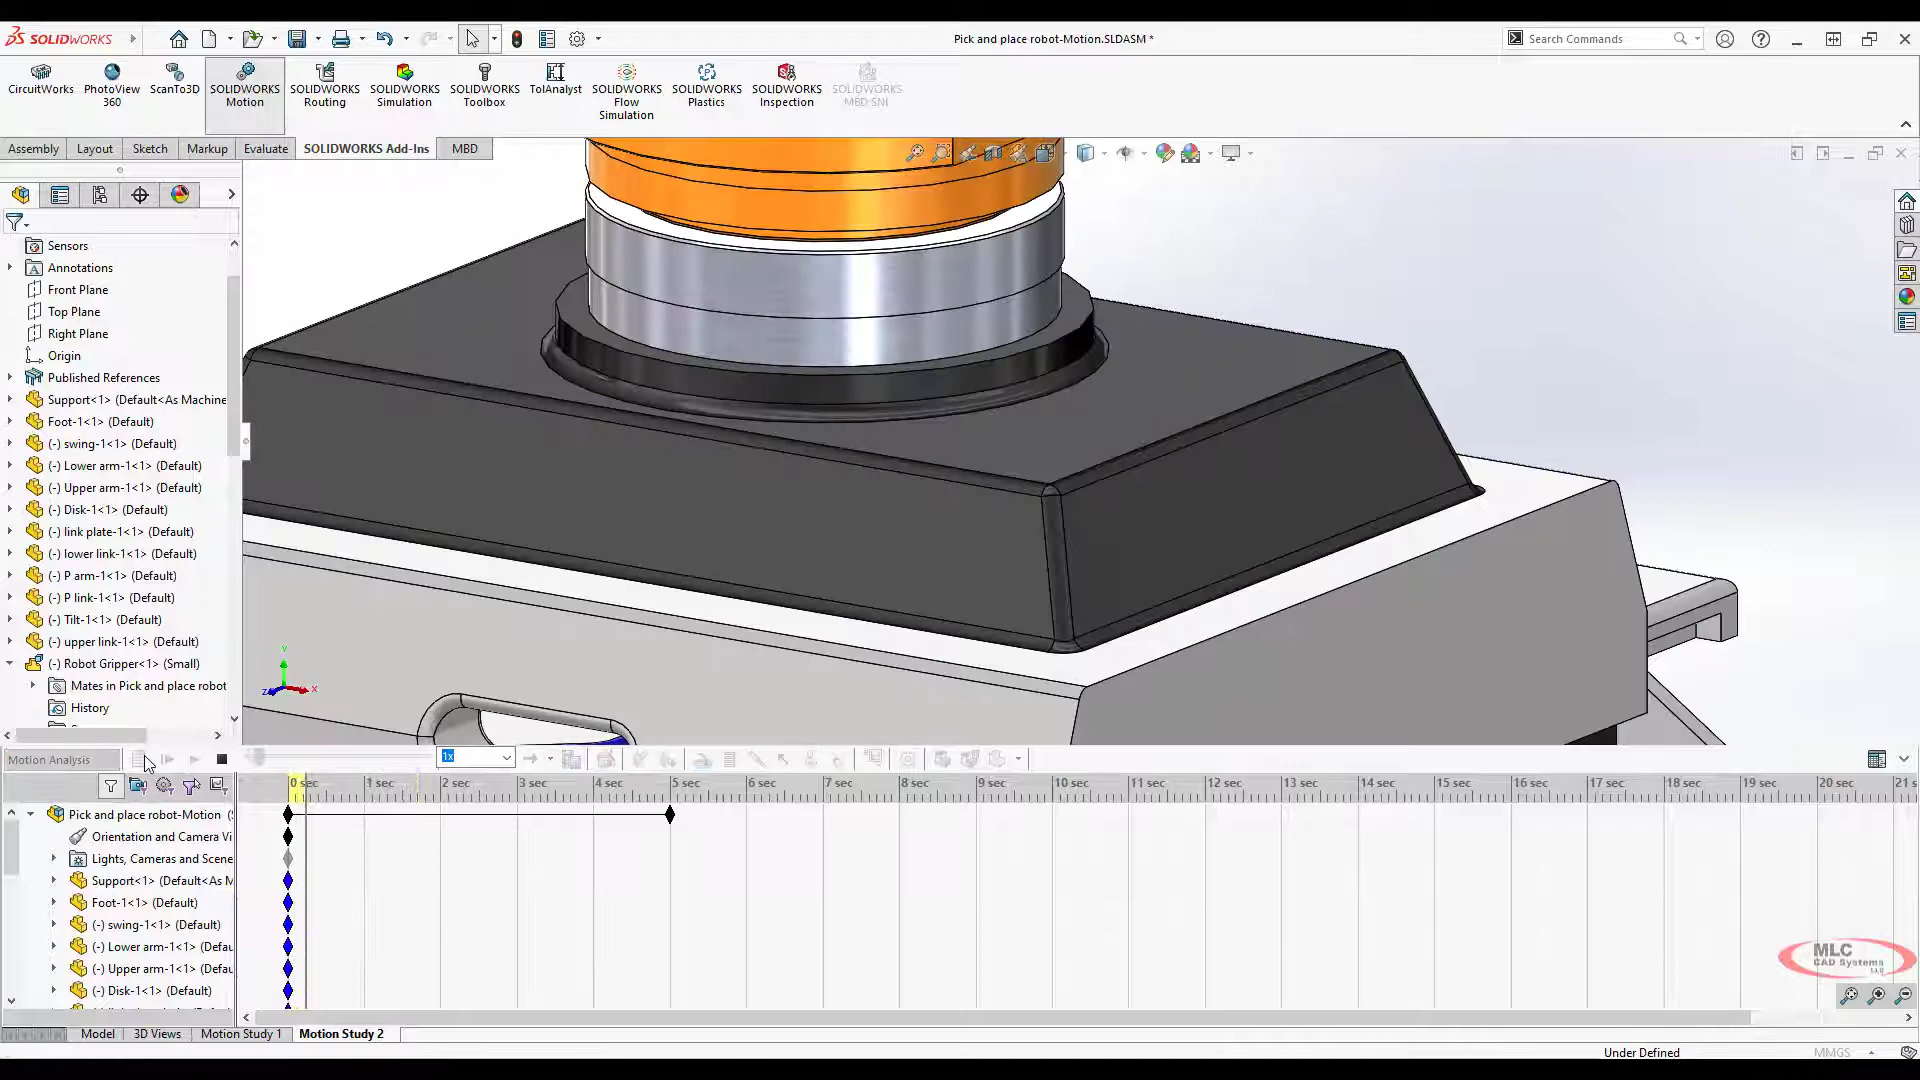 SOLIDWORKS
Pick and place robot-Motion.SLDASM *
Search Commands
CircuitWorks
PhotoView
360
ScanTo3D
SOLIDWORKS
Motion
SOLIDWORKS
Routing
SOLIDWORKS
Simulation
SOLIDWORKS
Toolbox
TolAnalyst
SOLIDWORKS
Flow
Simulation
SOLIDWORKS
Plastics
SOLIDWORKS
Inspection
SOLIDWORKS
MBD SNL
Assembly Layout Sketch Markup Evaluate SOLIDWORKS Add-Ins MBD
Sensors
Annotations
Front Plane
Top Plane
Right Plane
Origin
Published References
Support<1> (Default<As Machine
Foot-1<1> (Default)
(-) swing-1<1> (Default)
(-) Lower arm-1<1> (Default)
(-) Upper arm-1<1> (Default)
(-) Disk-1<1> (Default)
(-) link plate-1<1> (Default)
(-) lower link-1<1> (Default)
(-) P arm-1<1> (Default)
(-) P link-1<1> (Default)
(-) Tilt-1<1> (Default)
(-) upper link-1<1> (Default)
(-) Robot Gripper<1> (Small)
Mates in Pick and place robot
History
Y
Z X
Motion Analysis
1x
0 sec 1 sec 2 sec 3 sec 4 sec 5 sec 6 sec 7 sec 8 sec 9 sec 10 sec 11 sec 12 sec 13 sec 14 sec 15 sec 16 sec 17 sec 18 sec 19 sec 20 sec 21 s
Pick and place robot-Motion (
Orientation and Camera Vi
Lights, Cameras and Scene
Support<1> (Default<As M
Foot-1<1> (Default)
(-) swing-1<1> (Default)
(-) Lower arm-1<1> (Defau
(-) Upper arm-1<1> (Defau
(-) Disk-1<1> (Default)
MLC
CAD Systems
LLC
Model 3D Views Motion Study 1 Motion Study 2
Under Defined
MMGS